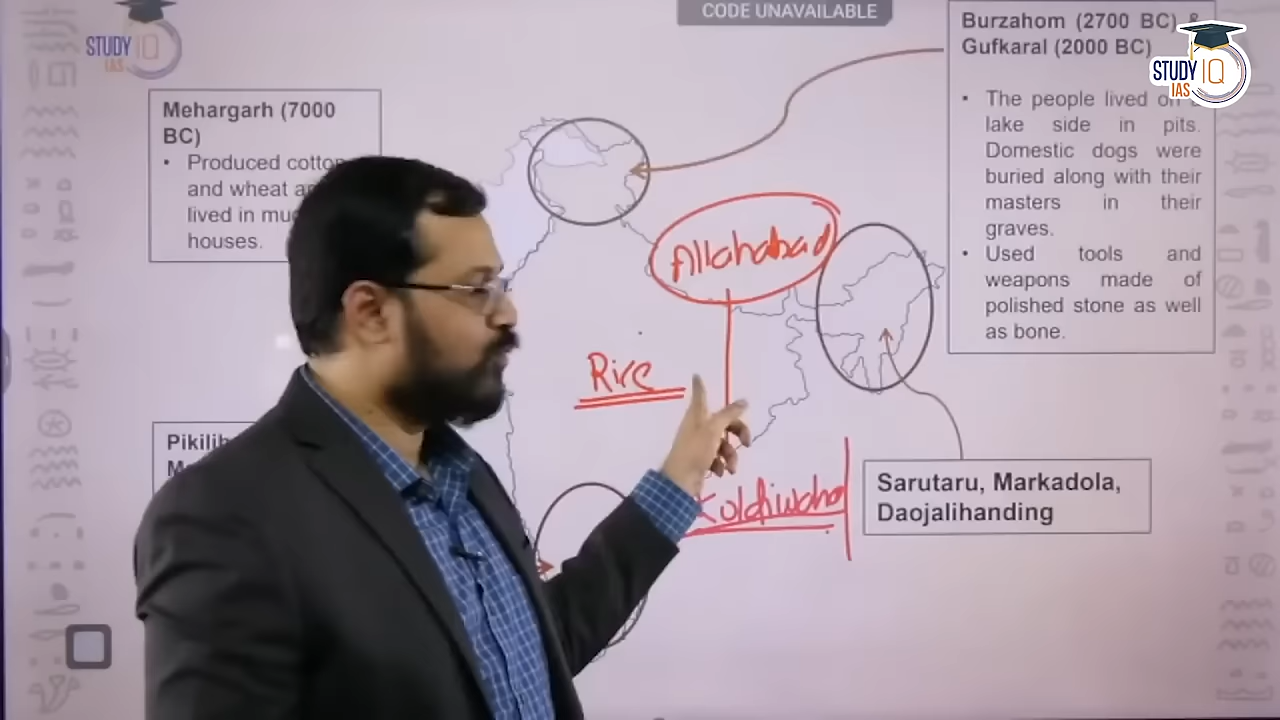 CODE UNAVAILABLE
STUDY IQ
IAS
Burzahom (2700 BC) &
Gufkaral (2000 BC)
STUDY IQ
IAS
• The people lived on a
lake side in pits.
Domestic dogs were
buried along with their
masters in their
graves.
• Used tools and
weapons made of
polished stone as well
as bone.
Mehargarh (7000
BC)
• Produced cotton
and wheat
lived in
houses.
Allahabad
Rice
Koldihwaha
Sarutaru, Markadola,
Daojalihanding